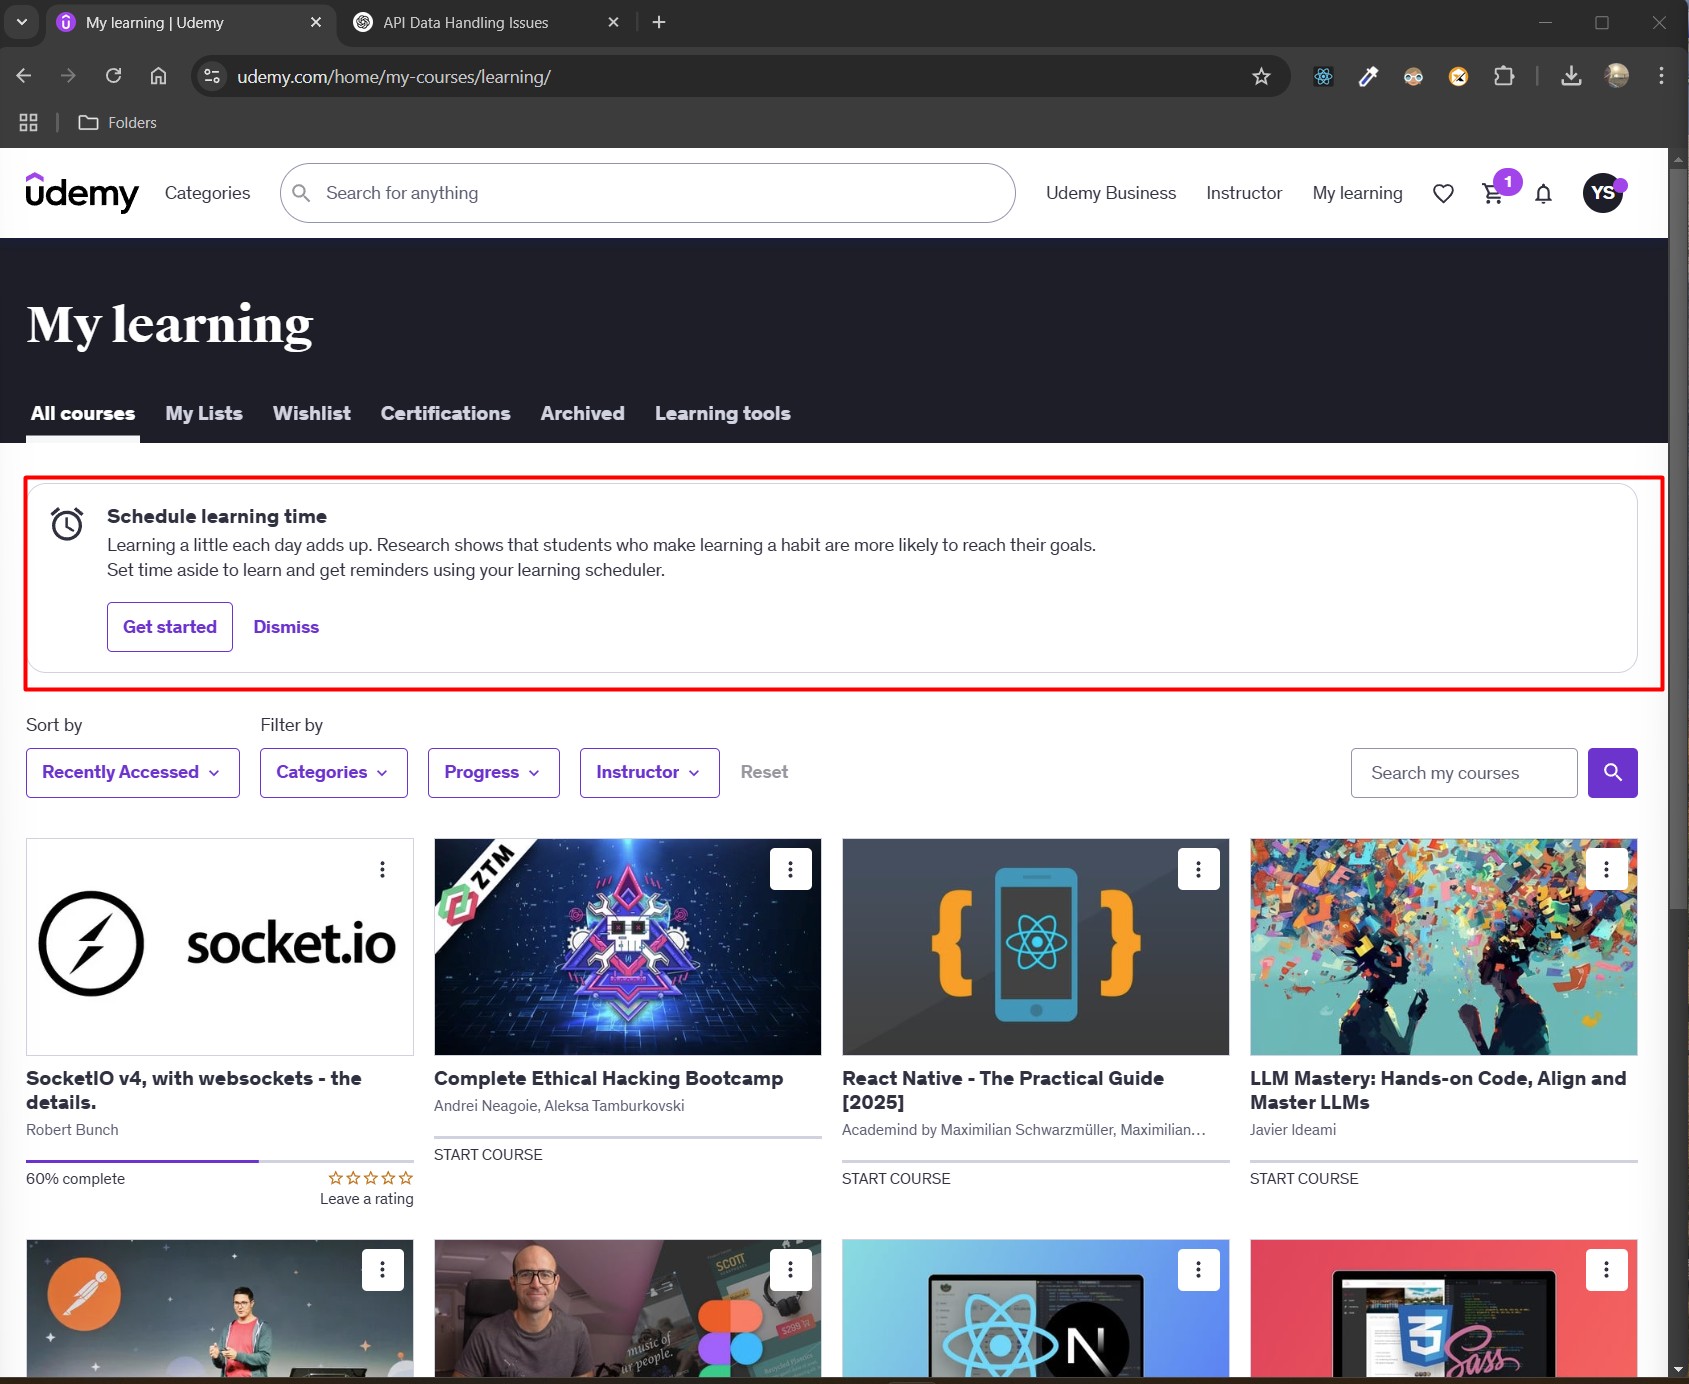 My learning | Udemy
API Data Handling Issues
udemy.com/home/my-courses/learning/
Folders
udemy
Categories
Search for anything
Udemy Business
Instructor
My learning
1
YS
My learning
All courses
My Lists
Wishlist
Certifications
Archived
Learning tools
Schedule learning time
Learning a little each day adds up. Research shows that students who make learning a habit are more likely to reach their goals.
Set time aside to learn and get reminders using your learning scheduler.
Get started
Dismiss
Sort by
Filter by
Recently Accessed
Categories
Progress
Instructor
Reset
Search my courses
socket.io
SocketIO v4, with websockets - the
details.
Robert Bunch
60% complete
Leave a rating
ZTM
Complete Ethical Hacking Bootcamp
Andrei Neagoie, Aleksa Tamburkovski
START COURSE
{ }
React Native - The Practical Guide
[2025]
Academind by Maximilian Schwarzmüller, Maximilian…
START COURSE
LLM Mastery: Hands-on Code, Align and
Master LLMs
Javier Ideami
START COURSE
SCOTT
$299
music of
ur people.
N
3
Sass